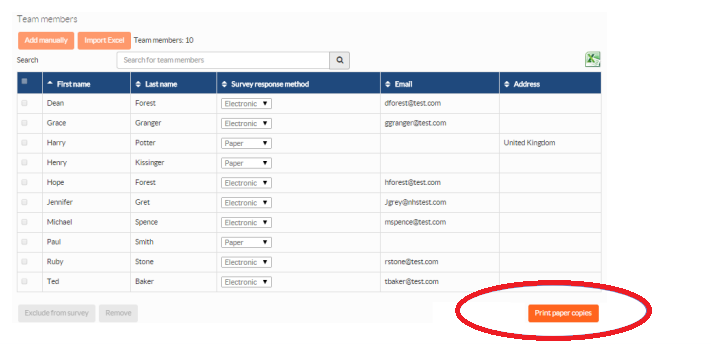 Team members
Add manually Import Excel Team members: 10
Search Search for team members
First name Last name Survey response method Email Address
Dean Forest Electronic dforest@test.com
Grace Granger Electronic ggranger@test.com
Harry Potter Paper United Kingdom
Henry Kissinger Paper
Hope Forest Electronic hforest@test.com
Jennifer Gret Electronic Jgrey@nhstest.com
Michael Spence Electronic mspence@test.com
Paul Smith Paper
Ruby Stone Electronic rstone@test.com
Ted Baker Electronic tbaker@test.com
Exclude from survey Remove Print paper copies